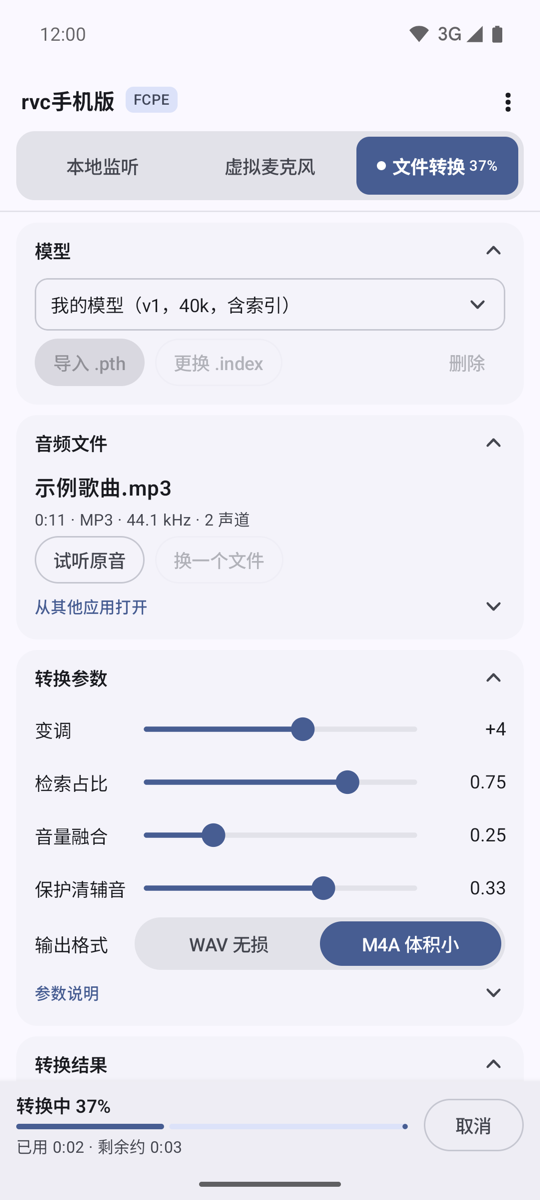 12:00 3G
rvc手机版 FCPE
本地监听 虚拟麦克风 文件转换 37%
模型
我的模型（v1，40k，含索引）
导入 .pth 更换 .index 删除
音频文件
示例歌曲.mp3
0:11 · MP3 · 44.1 kHz · 2 声道
试听原音 换一个文件
从其他应用打开
转换参数
变调 +4
检索占比 0.75
音量融合 0.25
保护清辅音 0.33
输出格式 WAV 无损 M4A 体积小
参数说明
转换结果
转换中 37%
已用 0:02 · 剩余约 0:03
取消